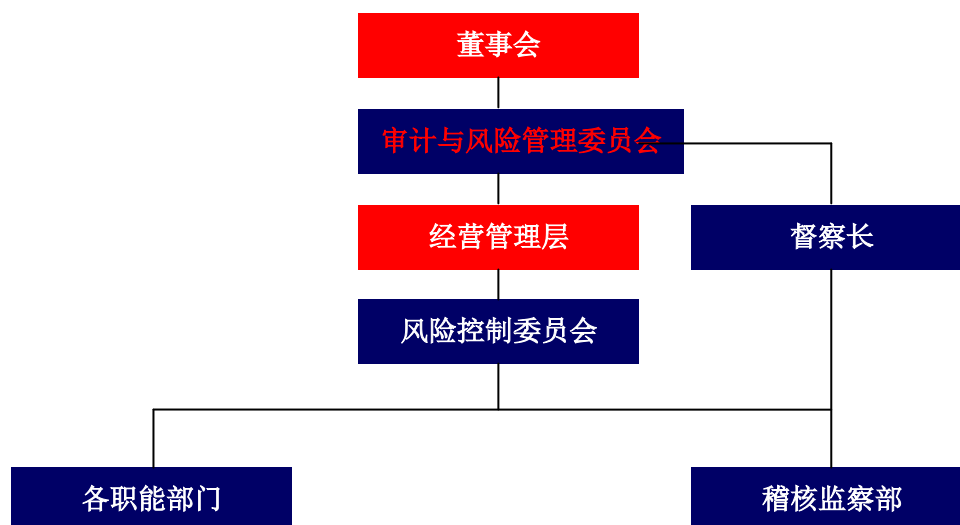 董事会
审计与风险管理委员会
经营管理层
督察长
风险控制委员会
各职能部门
稽核监察部